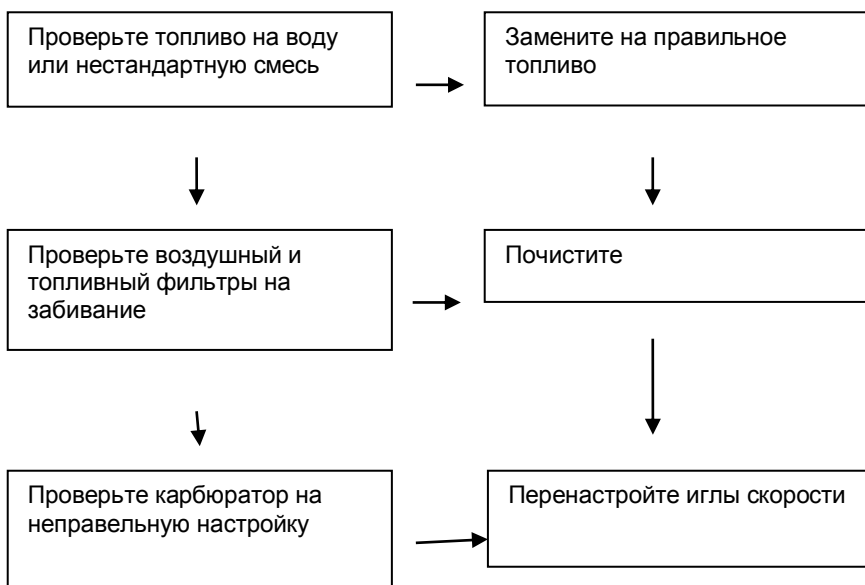 Проверьте топливо на воду
или нестандартную смесь
Замените на правильное
топливо
Проверьте воздушный и
топливный фильтры на
забивание
Почистите
Проверьте карбюратор на
неправельную настройку
Перенастройте иглы скорости